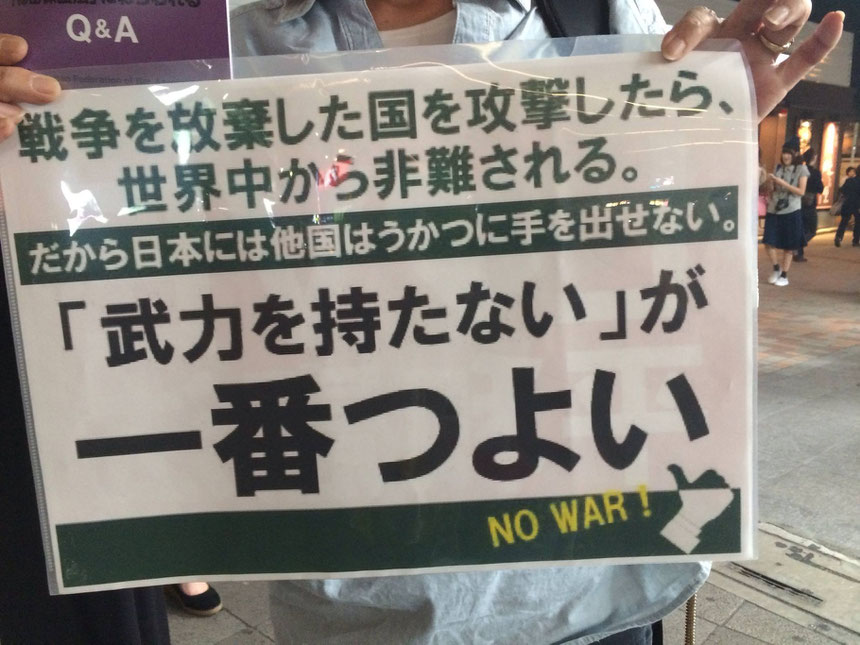 Q&A
戦争を放棄した国を攻撃したら、
世界中から非難される。
だから日本には他国はうかつに手を出せない。
「武力を持たない」が
一番つよい
NO WAR!